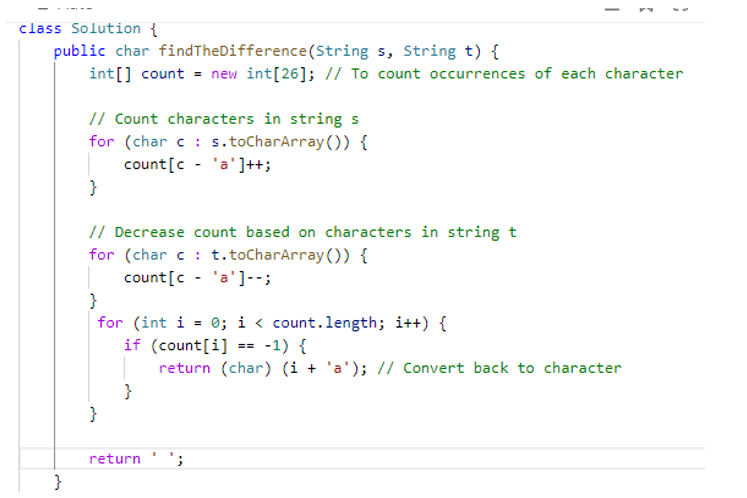 class Solution {
    public char findTheDifference(String s, String t) {
        int[] count = new int[26]; // To count occurrences of each character

        // Count characters in string s
        for (char c : s.toCharArray()) {
            count[c - 'a']++;
        }

        // Decrease count based on characters in string t
        for (char c : t.toCharArray()) {
            count[c - 'a']--;
        }
         for (int i = 0; i < count.length; i++) {
            if (count[i] == -1) {
                return (char) (i + 'a'); // Convert back to character
            }
        }

        return ' ';
    }